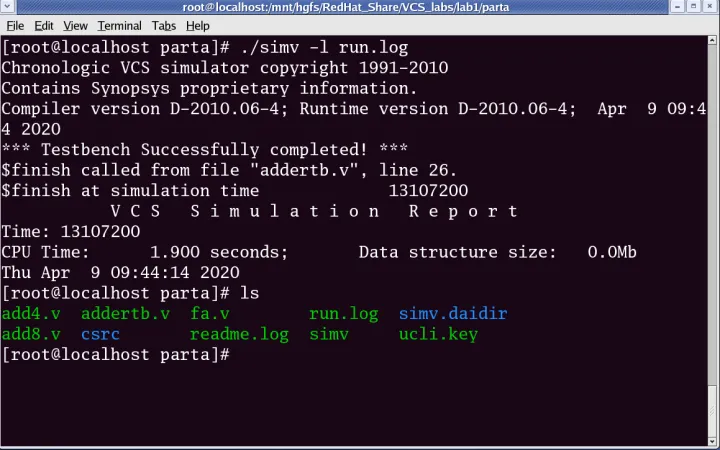 root@localhost:/mnt/hgfs/RedHat_Share/VCS_labs/lab1/parta
File Edit View Terminal Tabs Help
[root@localhost parta]# ./simv -l run.log
Chronologic VCS simulator copyright 1991-2010
Contains Synopsys proprietary information.
Compiler version D-2010.06-4; Runtime version D-2010.06-4;  Apr  9 09:4
4 2020
*** Testbench Successfully completed! ***
$finish called from file "addertb.v", line 26.
$finish at simulation time             13107200
           V C S   S i m u l a t i o n   R e p o r t
Time: 13107200
CPU Time:      1.900 seconds;       Data structure size:   0.0Mb
Thu Apr  9 09:44:14 2020
[root@localhost parta]# ls
add4.v  addertb.v  fa.v        run.log  simv.daidir
add8.v  csrc       readme.log  simv     ucli.key
[root@localhost parta]#